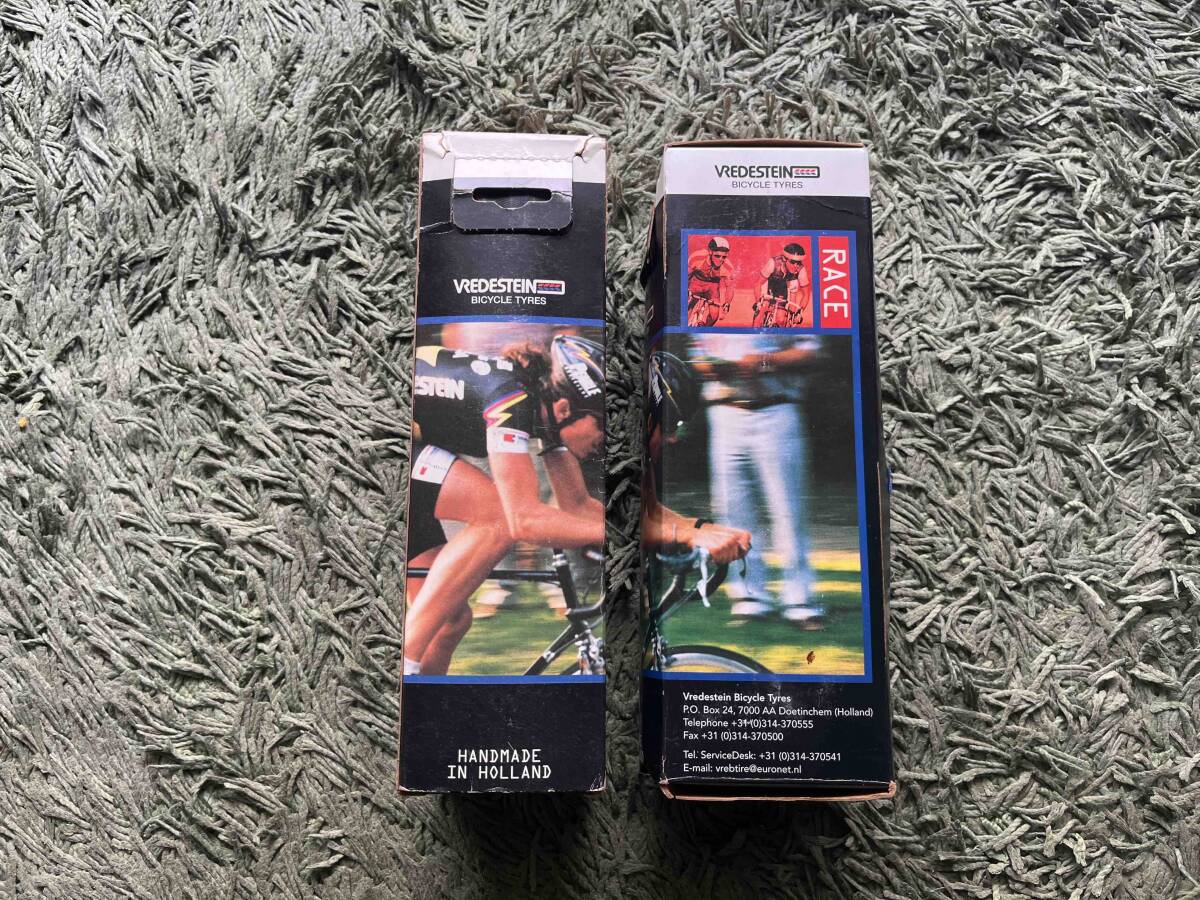 VREDESTEIN
BICYCLE TYRES
STEIN
HANDMADE
IN HOLLAND
VREDESTEIN
BICYCLE TYRES
RACE
Vredestein Bicycle Tyres
P.O. Box 24, 7000 AA Doetinchem (Holland)
Telephone +31 (0)314-370555
Fax +31 (0)314-370500
Tel. ServiceDesk: +31 (0)314-370541
E-mail: vrebtire@euronet.nl